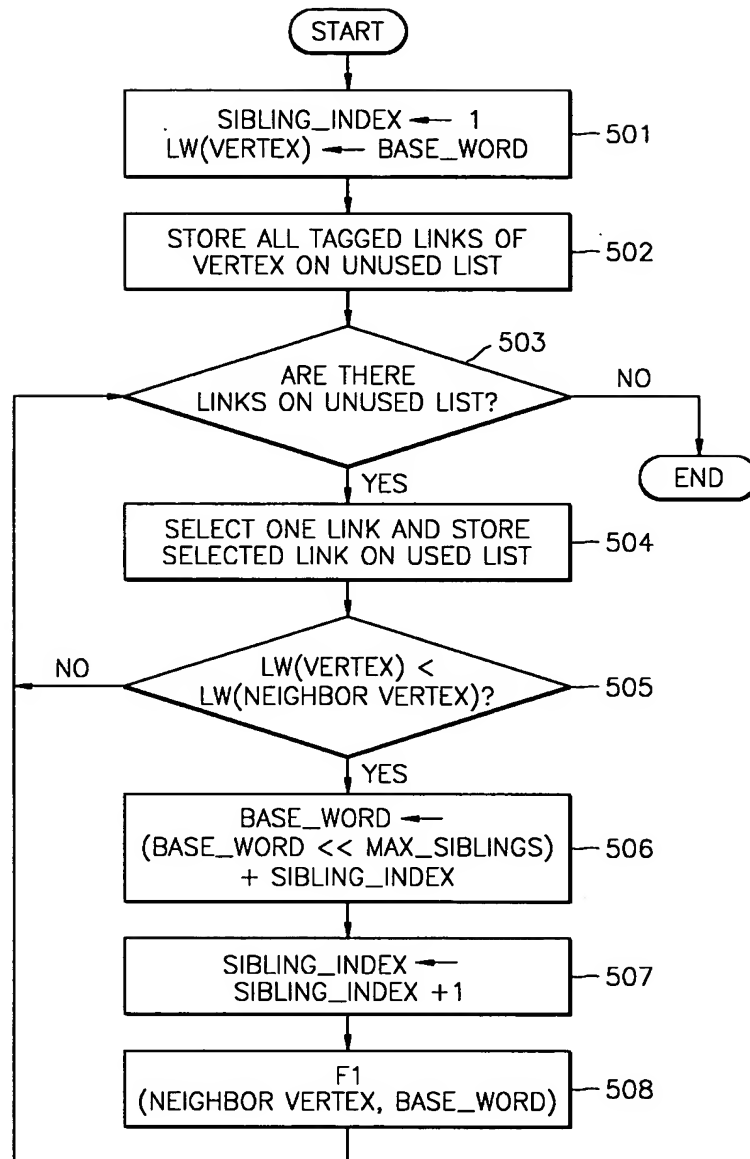 START
SIBLING_INDEX ← 1
501
LW(VERTEX) ← BASE_WORD
STORE ALL TAGGED LINKS OF
502
VERTEX ON UNUSED LIST
503
ARE THERE
LINKS ON UNUSED LIST?
NO
END
YES
SELECT ONE LINK AND STORE
504
SELECTED LINK ON USED LIST
NO
LW(VERTEX) <
LW(NEIGHBOR VERTEX)?
505
YES
BASE_WORD ←
(BASE_WORD << MAX_SIBLINGS)
506
+ SIBLING_INDEX
SIBLING_INDEX ←
507
SIBLING_INDEX +1
F1
508
(NEIGHBOR VERTEX, BASE_WORD)